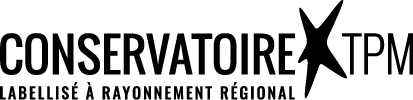 CONSERVATOIRE TPM
LABELLISÉ À RAYONNEMENT RÉGIONAL